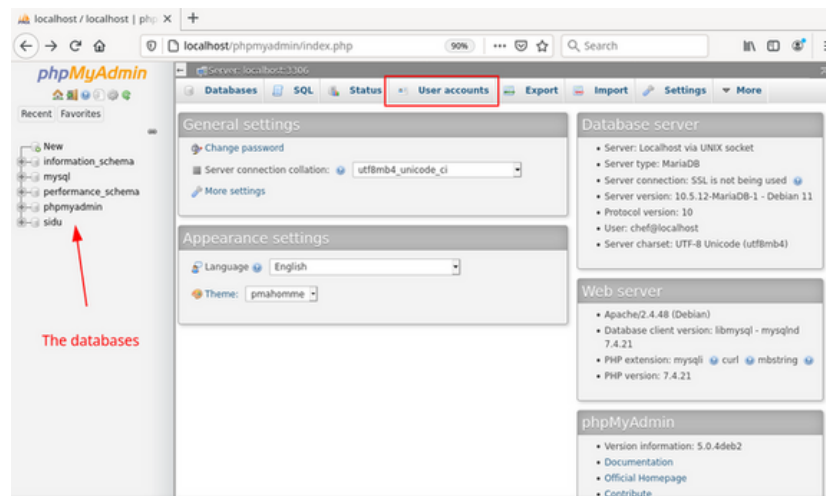 localhost / localhost | php
localhost/phpmyadmin/index.php
90%
Search
phpMyAdmin
Recent Favorites
New
information_schema
mysql
performance_schema
phpmyadmin
sidu
The databases
Server: localhost:3306
Databases SQL Status User accounts Export Import Settings More
General settings
Change password
Server connection collation: utf8mb4_unicode_ci
More settings
Appearance settings
Language English
Theme: pmahomme
Database server
Server: Localhost via UNIX socket
Server type: MariaDB
Server connection: SSL is not being used
Server version: 10.5.12-MariaDB-1 - Debian 11
Protocol version: 10
User: chef@localhost
Server charset: UTF-8 Unicode (utf8mb4)
Web server
Apache/2.4.48 (Debian)
Database client version: libmysql - mysqlnd
7.4.21
PHP extension: mysqli curl mbstring
PHP version: 7.4.21
phpMyAdmin
Version information: 5.0.4deb2
Documentation
Official Homepage
Contribute